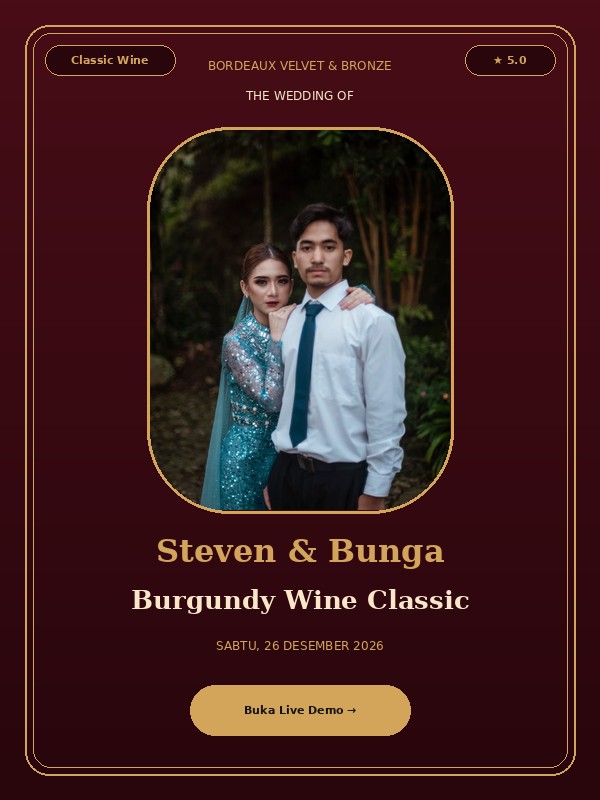 Classic Wine
★ 5.0
BORDEAUX VELVET & BRONZE
THE WEDDING OF
Steven & Bunga
Burgundy Wine Classic
SABTU, 26 DESEMBER 2026
Buka Live Demo →